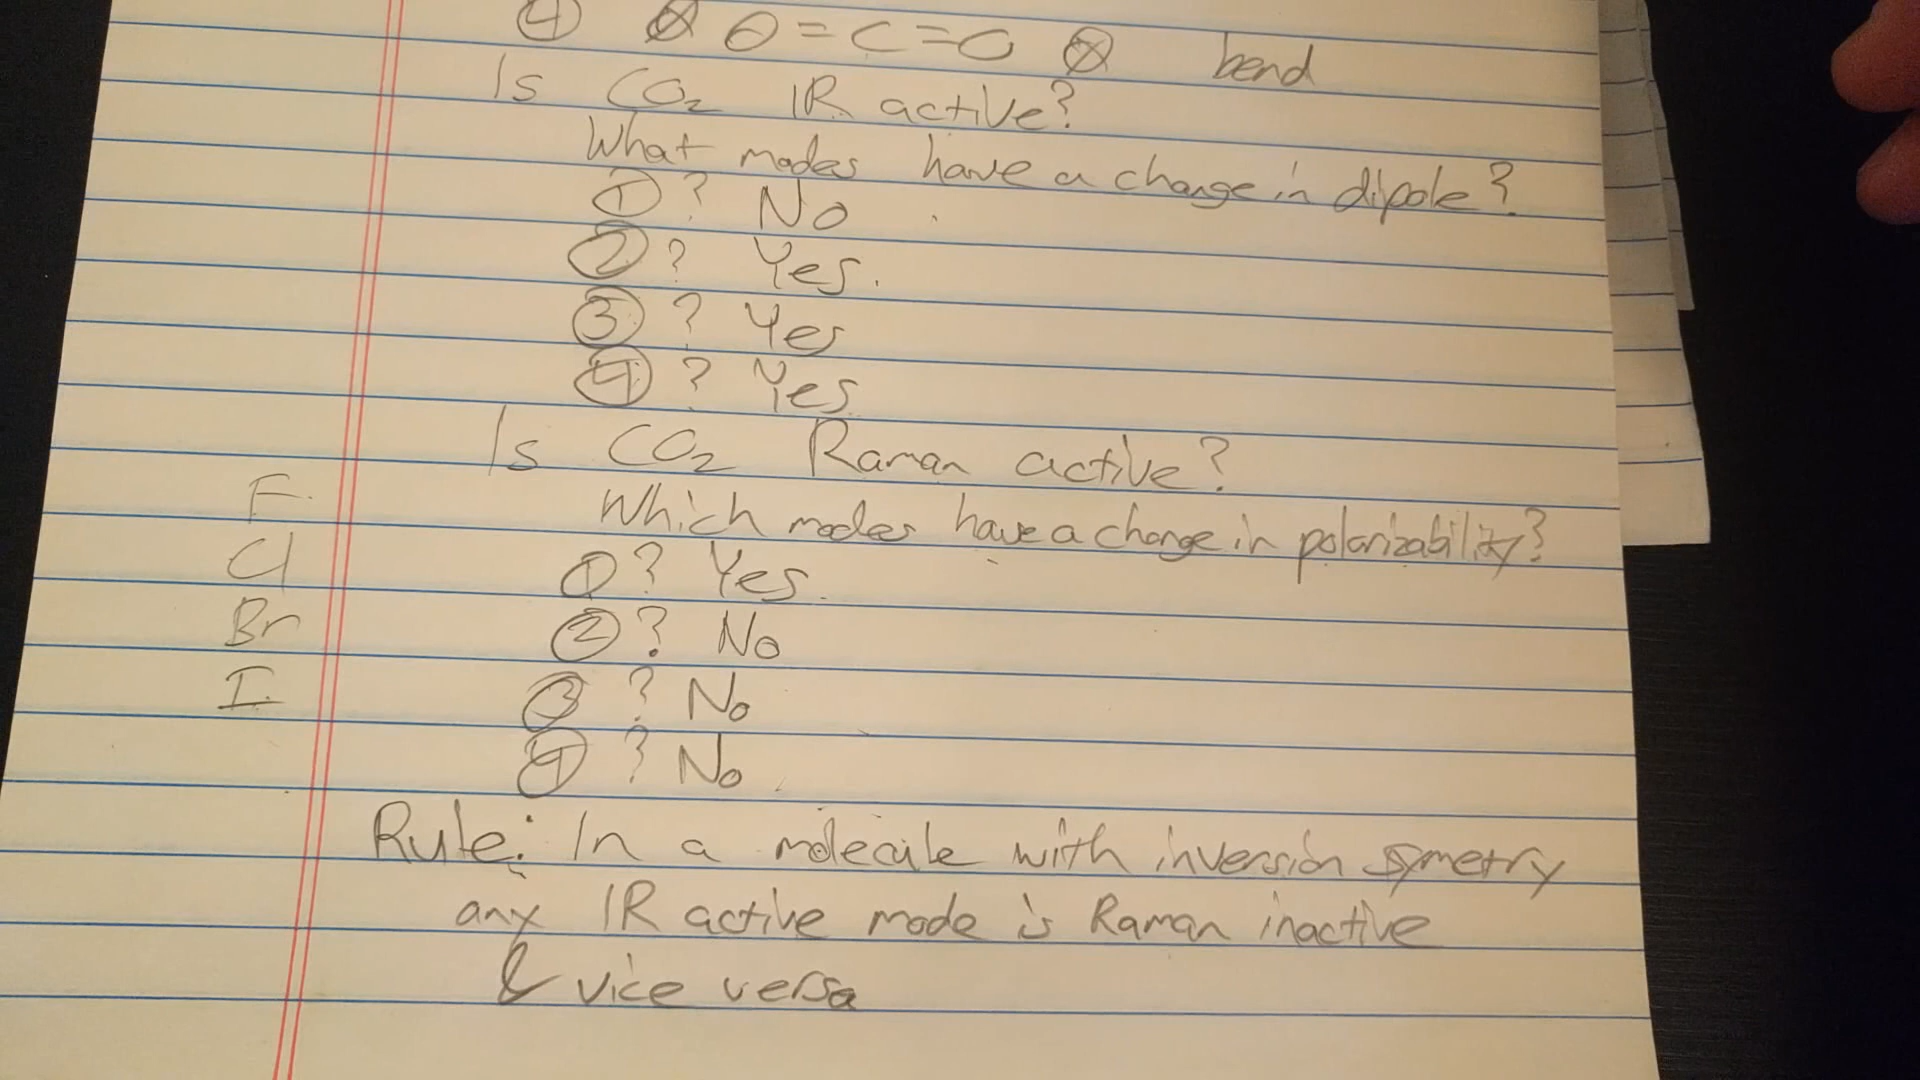 ④ ⊗ O=C=O ⊗ bend
Is CO₂ IR active?
What modes have a change in dipole?
①? No
②? Yes.
③? Yes
④? Yes
Is CO₂ Raman active?
Which modes have a change in polarizability?
①? Yes.
②? No
③? No
④? No
F
Cl
Br
I
Rule: In a molecule with inversion symetry
any IR active mode is Raman inactive
& vice versa